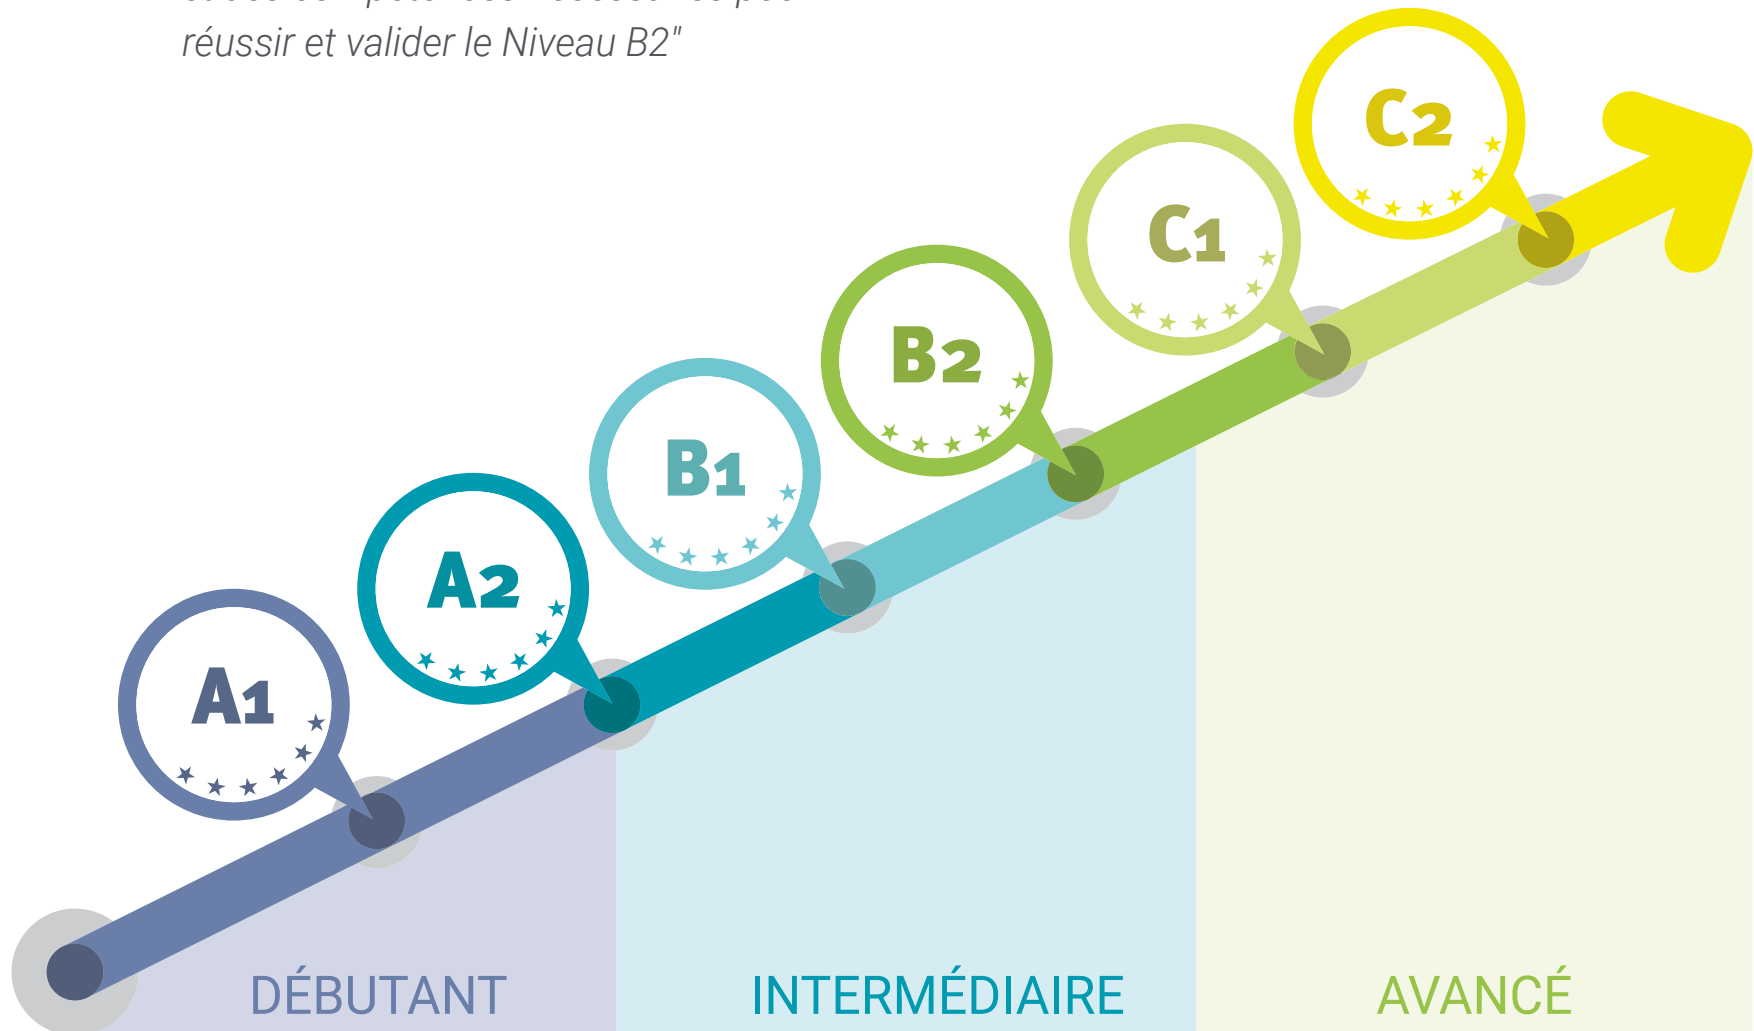 réussir et valider le Niveau B2"
C2
C1
B2
B1
A2
A1
DÉBUTANT INTERMÉDIAIRE AVANCÉ